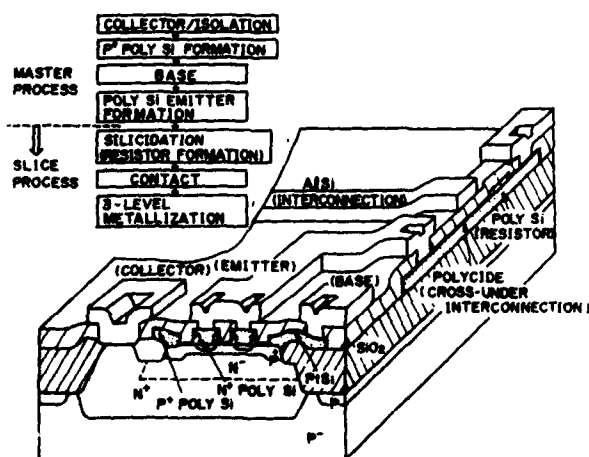 COLLECTOR/ISOLATION
P⁺ POLY SI FORMATION
MASTER
PROCESS
BASE
POLY Si EMITTER
FORMATION
SLICE
PROCESS
SILICIDATION
(RESISTOR FORMATION)
CONTACT
3-LEVEL
METALLIZATION
AlSi
(INTERCONNECTION)
POLY Si
(RESISTOR)
(COLLECTOR)
(EMITTER)
(BASE)
POLYCIDE
(CROSS-UNDER
INTERCONNECTION)
SiO₂
N⁻
PtSi
N⁺
N⁺ POLY Si
P⁺ POLY Si
P⁻